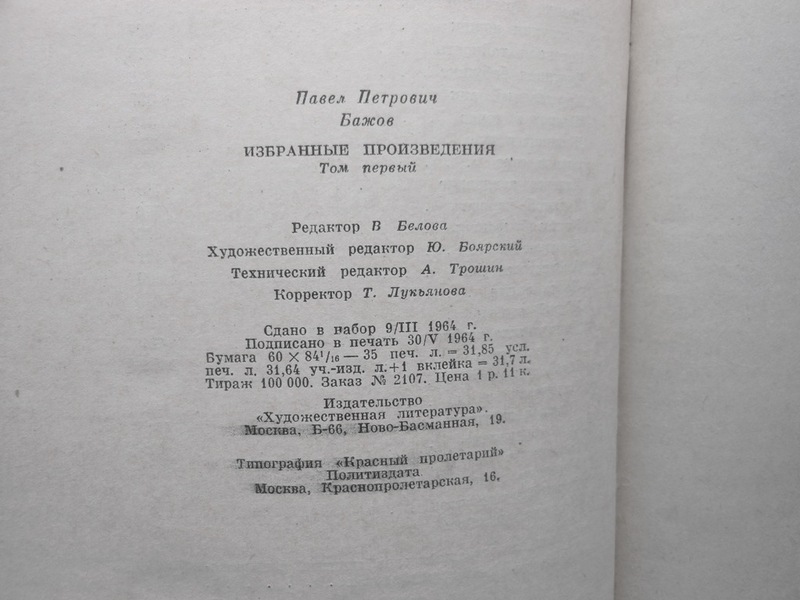 Павел Петрович
Бажов
ИЗБРАННЫЕ ПРОИЗВЕДЕНИЯ
Том первый
Редактор В Белова
Художественный редактор Ю. Боярский
Технический редактор А. Трошин
Корректор Т. Лукьянова
Сдано в набор 9/III 1964 г.
Подписано в печать 30/V 1964 г.
Бумага 60 × 84¹/₁₆ — 35 печ. л. = 31,85 усл.
печ. л. 31,64 уч.-изд. л. + 1 вклейка = 31,7 л.
Тираж 100 000. Заказ № 2107. Цена 1 р. 11 к.
Издательство
«Художественная литература».
Москва, Б-66, Ново-Басманная, 19.
Типография «Красный пролетарий»
Политиздата
Москва, Краснопролетарская, 16.